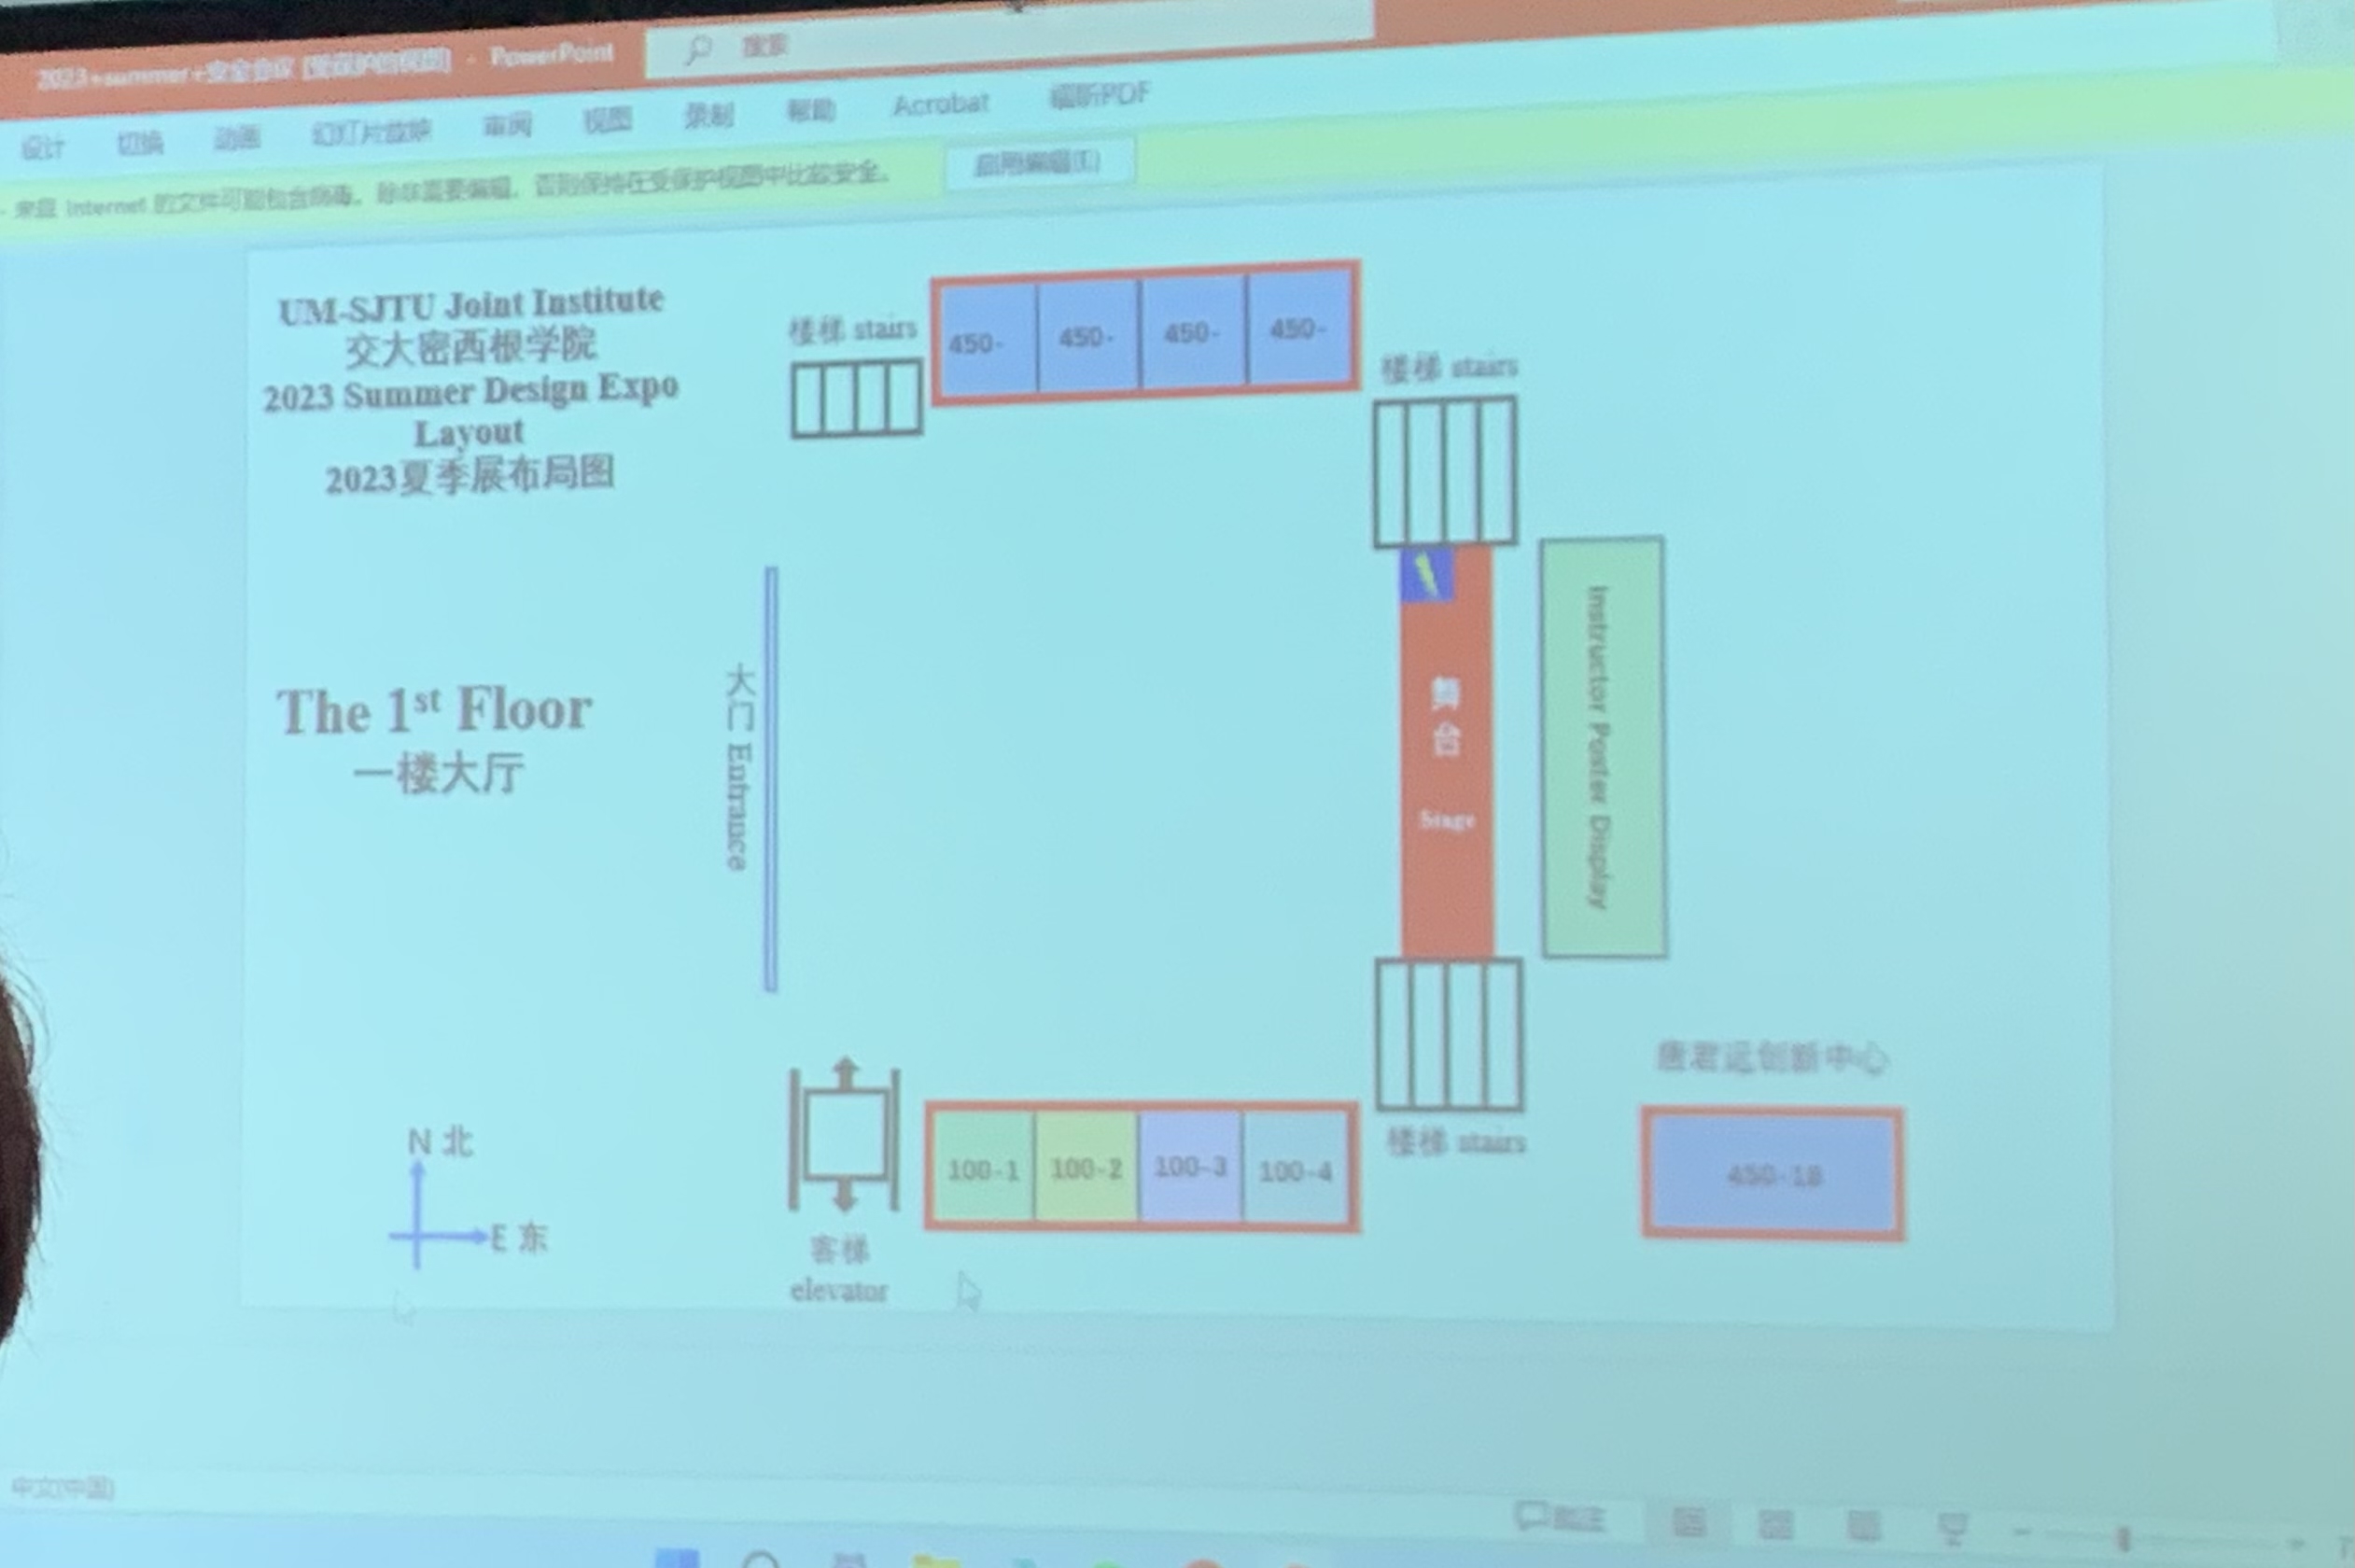 2023+summer+安全会议 [受保护的视图] - PowerPoint
搜索
设计 切换 动画 幻灯片放映 审阅 视图 录制 帮助 Acrobat 福昕PDF
来自 Internet 的文件可能包含病毒。除非需要编辑，否则保持在受保护视图中比较安全。 启用编辑(E)
UM-SJTU Joint Institute
交大密西根学院
2023 Summer Design Expo
Layout
2023夏季展布局图
楼梯 stairs
450- 450- 450- 450-
楼梯 stairs
The 1st Floor
一楼大厅
大门 Entrance
舞台 Stage
Instructor Poster Display
N 北
E 东
客梯
elevator
100-1 100-2 100-3 100-4
楼梯 stairs
唐君远创新中心
450-18
中文(中国)
批注